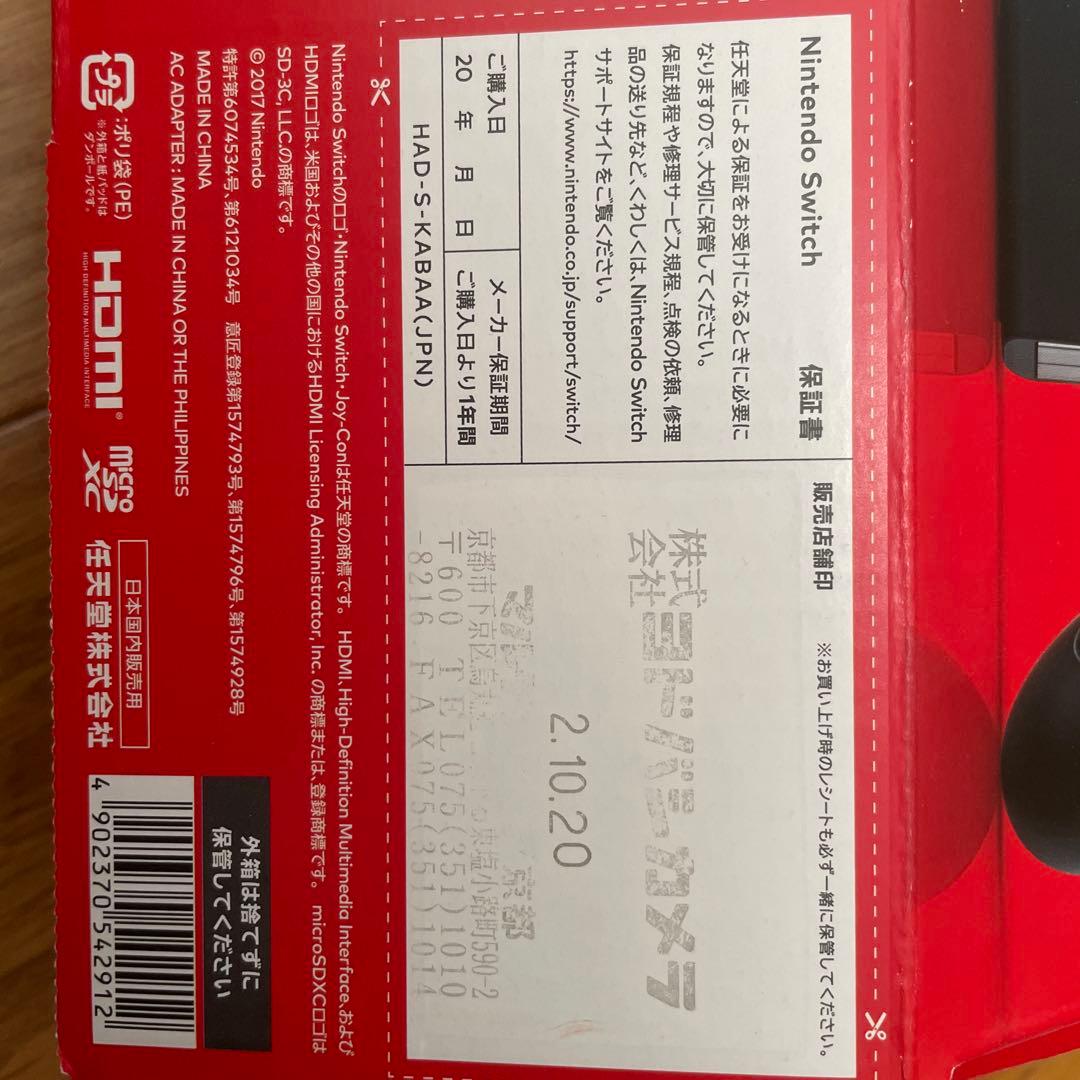 Nintendo Switch 保証書
任天堂による保証をお受けになるときに必要に
なりますので、大切に保管してください。
保証規程や修理サービス規程、点検の依頼、修理
品の送り先など、くわしくは、Nintendo Switch
サポートサイトをご覧ください。
https://www.nintendo.co.jp/support/switch/
ご購入日
20 年 月 日
メーカー保証期間
ご購入日より1年間
HAD-S-KABAA(JPN)
販売店舗印 ※お買い上げ時のレシートも必ず一緒に保管してください。
株式会社ヨドバシカメラ
2.10.20
京都
京都市下京区
東塩小路町590-2
〒600 TEL075(351)1010
-8216 FAX075(351)1014
Nintendo Switchのロゴ・Nintendo Switch・Joy-Conは任天堂の商標です。 HDMI、High-Definition Multimedia Interface、および
HDMIロゴは、米国およびその他の国におけるHDMI Licensing Administrator, Inc. の商標または、登録商標です。 microSDXCロゴは
SD-3C, LLC.の商標です。
© 2017 Nintendo
特許第6074534号、第6121034号 意匠登録第1574793号、第1574796号、第1574928号
MADE IN CHINA
AC ADAPTER : MADE IN CHINA OR THE PHILIPPINES
プラ
:ポリ袋(PE)
※外箱と紙パッドは
ダンボールです。
HDMI®
HIGH DEFINITION MULTIMEDIA INTERFACE
micro
SD
XC
日本国内販売用
任天堂株式会社
外箱は捨てずに
保管してください
4 902370 542912